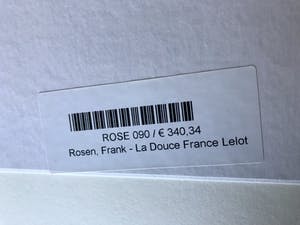 ROSE 090 / € 340,34
Rosen, Frank - La Douce France Lelot